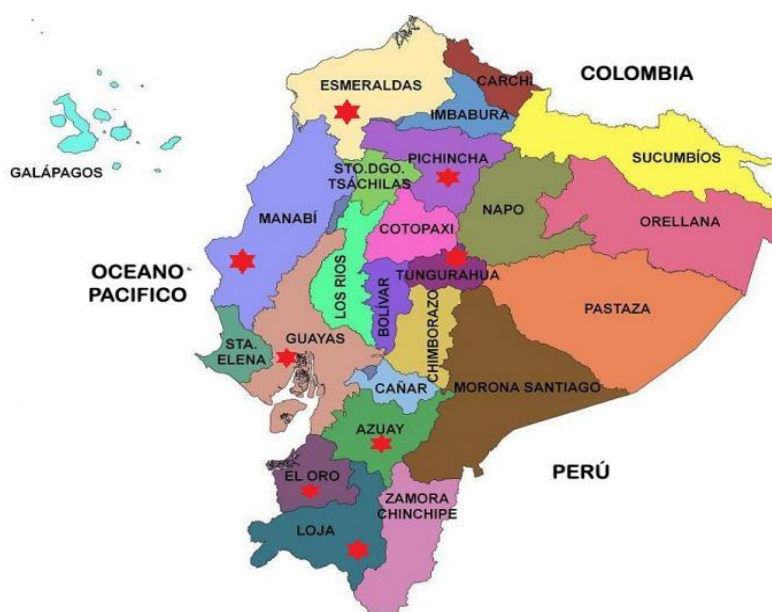 ESMERALDAS
CARCHI
COLOMBIA
IMBABURA
GALÁPAGOS
STO.DGO.
TSÁCHILAS
PICHINCHA
SUCUMBÍOS
MANABÍ
COTOPAXI
NAPO
ORELLANA
OCEANO
PACIFICO
LOS RIOS
BOLÍVAR
TUNGURAHUA
PASTAZA
STA.
ELENA
GUAYAS
CHIMBORAZO
CAÑAR
MORONA SANTIAGO
AZUAY
PERÚ
EL ORO
ZAMORA
CHINCHIPE
LOJA